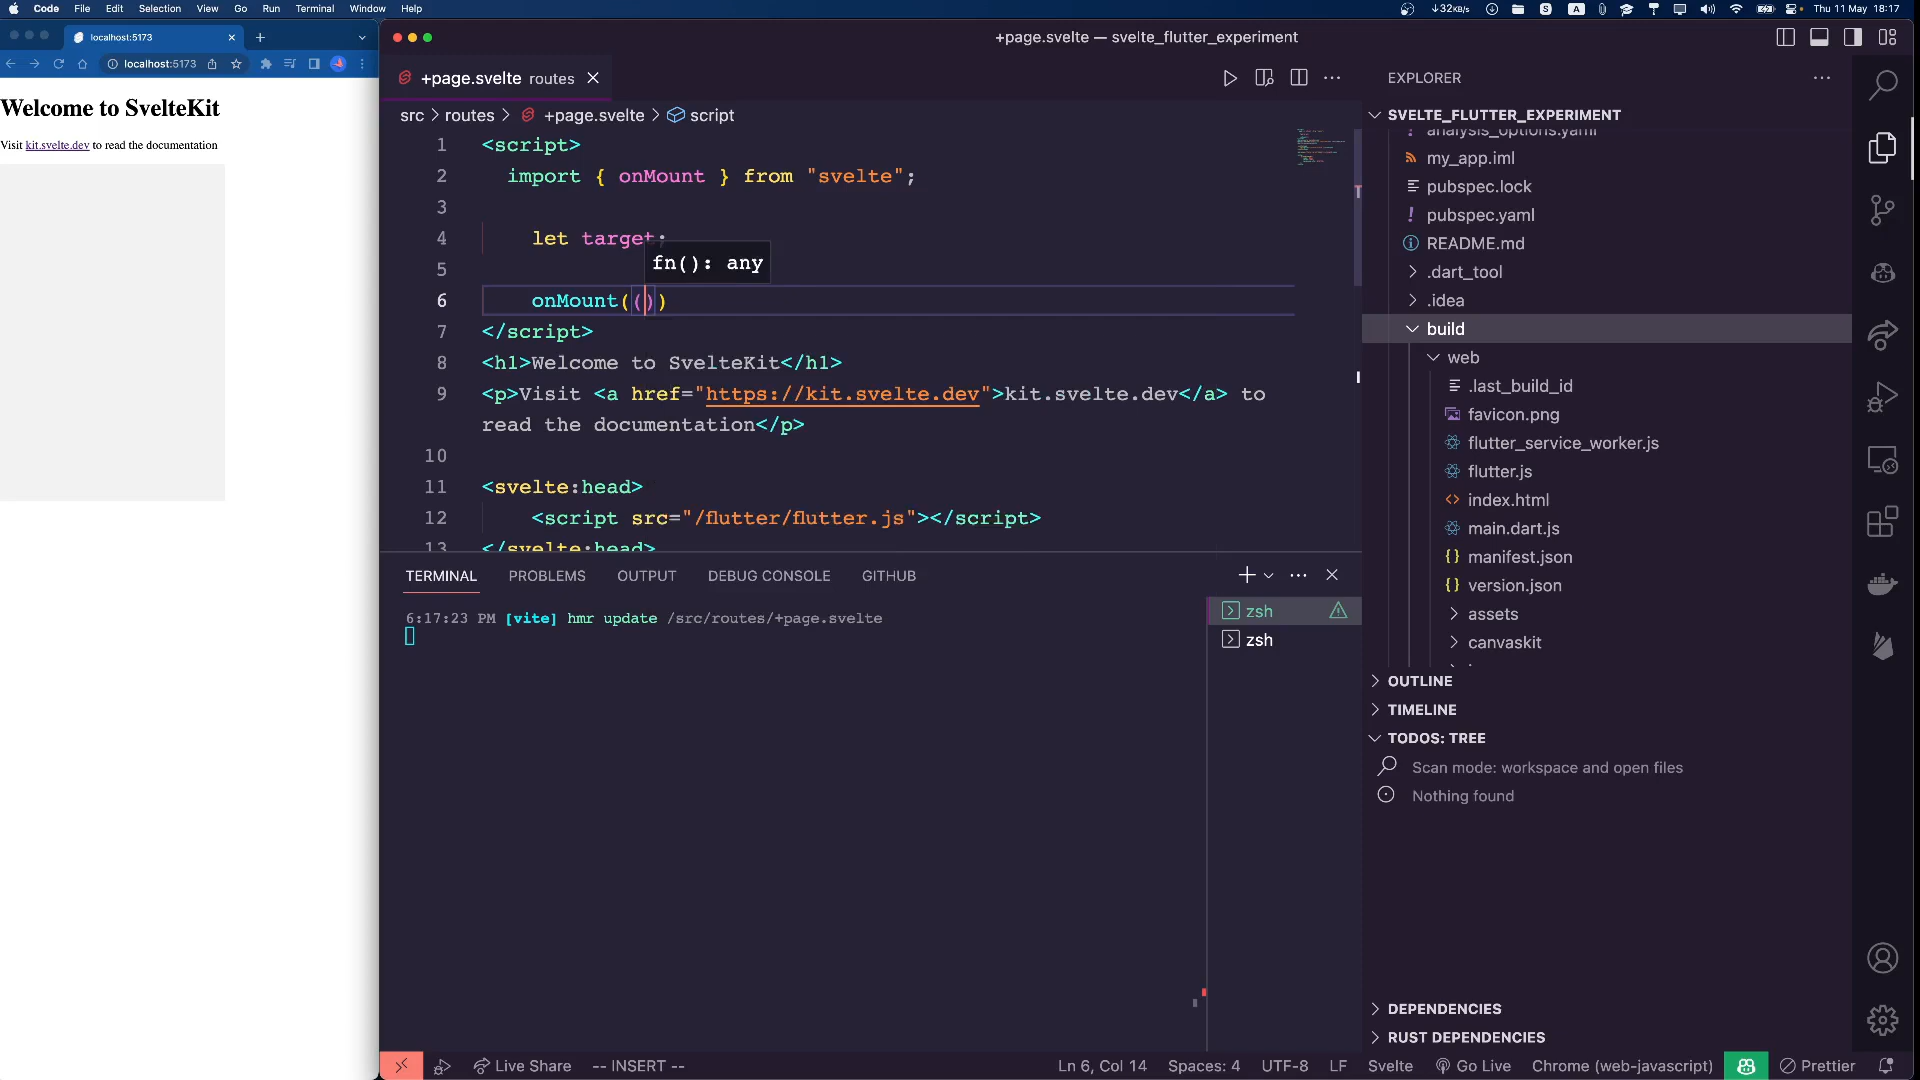 Code File Edit Selection View Go Run Terminal Window Help
32KB/s
Thu 11 May 18:17
localhost:5173
localhost:5173
Welcome to SvelteKit
Visit kit.svelte.dev to read the documentation
+page.svelte — svelte_flutter_experiment
+page.svelte routes
src > routes > +page.svelte > script
1 <script>
2 import { onMount } from "svelte";
3
4 let target;
fn(): any
5
6 onMount(())
7 </script>
8 <h1>Welcome to SvelteKit</h1>
9 <p>Visit <a href="https://kit.svelte.dev">kit.svelte.dev</a> to
read the documentation</p>
10
11 <svelte:head>
12 <script src="/flutter/flutter.js"></script>
13 </svelte:head>
TERMINAL PROBLEMS OUTPUT DEBUG CONSOLE GITHUB
6:17:23 PM [vite] hmr update /src/routes/+page.svelte
zsh
zsh
EXPLORER
SVELTE_FLUTTER_EXPERIMENT
analysis_options.yaml
my_app.iml
pubspec.lock
pubspec.yaml
README.md
.dart_tool
.idea
build
web
.last_build_id
favicon.png
flutter_service_worker.js
flutter.js
index.html
main.dart.js
manifest.json
version.json
assets
canvaskit
OUTLINE
TIMELINE
TODOS: TREE
Scan mode: workspace and open files
Nothing found
DEPENDENCIES
RUST DEPENDENCIES
Live Share -- INSERT -- Ln 6, Col 14 Spaces: 4 UTF-8 LF Svelte Go Live Chrome (web-javascript) Prettier